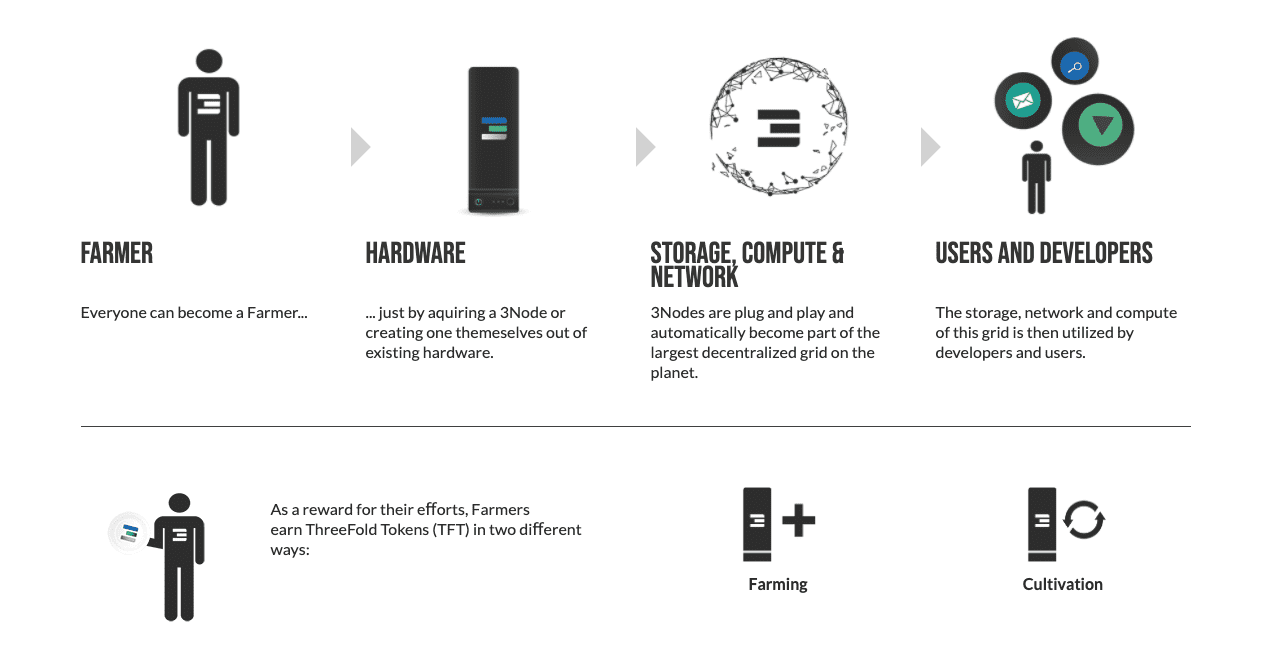 FARMER
Everyone can become a Farmer...
HARDWARE
... just by aquiring a 3Node or
creating one themeselves out of
existing hardware.
STORAGE, COMPUTE &
NETWORK
3Nodes are plug and play and
automatically become part of the
largest decentralized grid on the
planet.
USERS AND DEVELOPERS
The storage, network and compute
of this grid is then utilized by
developers and users.
As a reward for their efforts, Farmers
earn ThreeFold Tokens (TFT) in two different
ways:
Farming
Cultivation